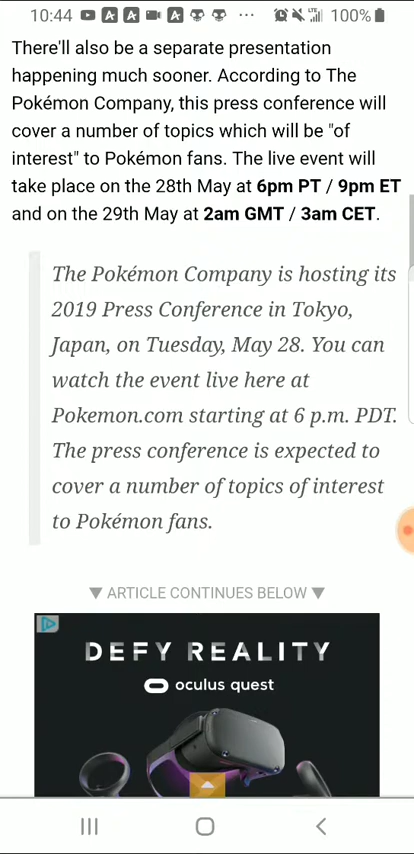 10:44 100%
There'll also be a separate presentation
happening much sooner. According to The
Pokémon Company, this press conference will
cover a number of topics which will be "of
interest" to Pokémon fans. The live event will
take place on the 28th May at 6pm PT / 9pm ET
and on the 29th May at 2am GMT / 3am CET.
The Pokémon Company is hosting its
2019 Press Conference in Tokyo,
Japan, on Tuesday, May 28. You can
watch the event live here at
Pokemon.com starting at 6 p.m. PDT.
The press conference is expected to
cover a number of topics of interest
to Pokémon fans.
▼ ARTICLE CONTINUES BELOW ▼
DEFY REALITY
oculus quest